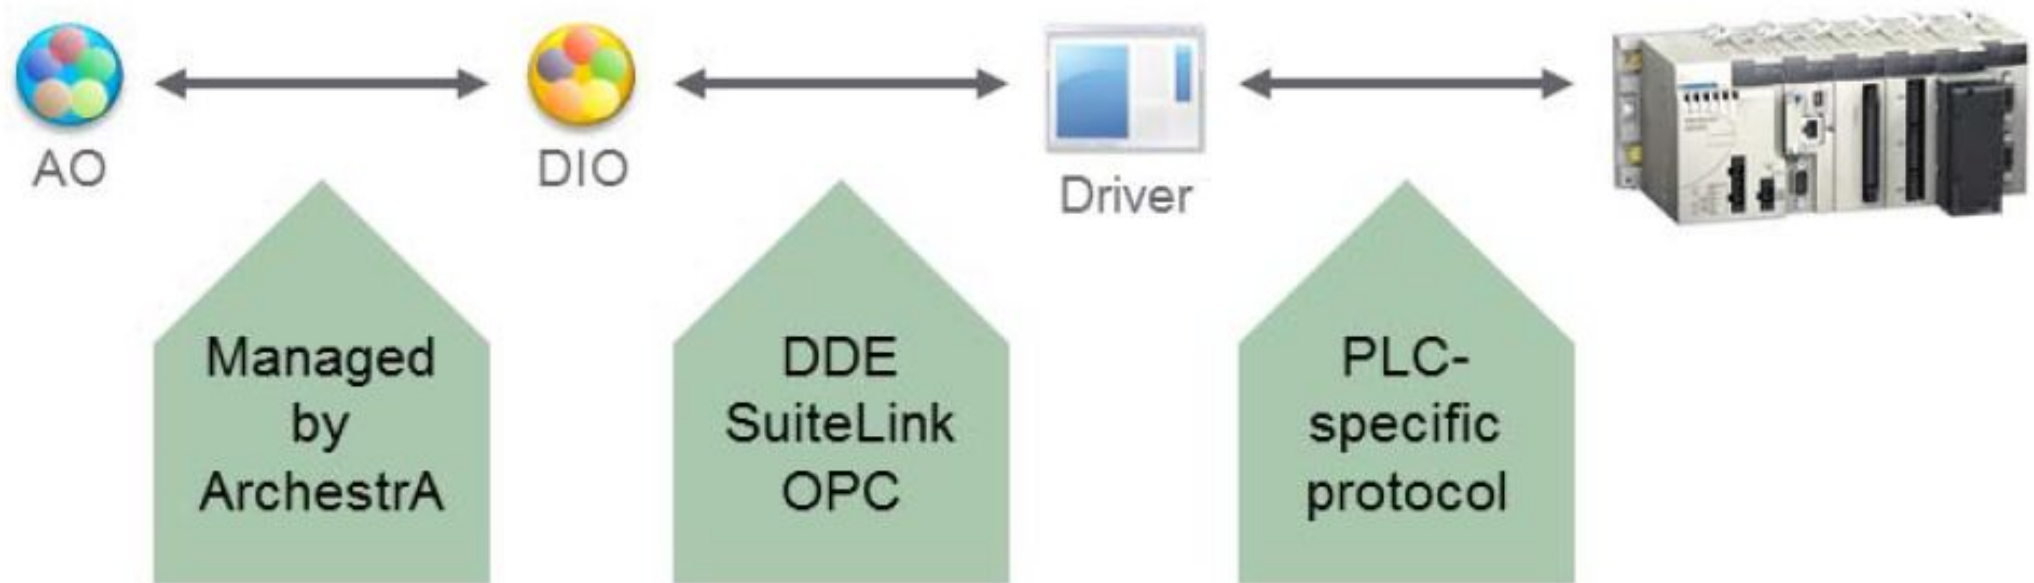 AO
DIO
Driver
Managed
by
ArchestrA
DDE
SuiteLink
OPC
PLC-
specific
protocol